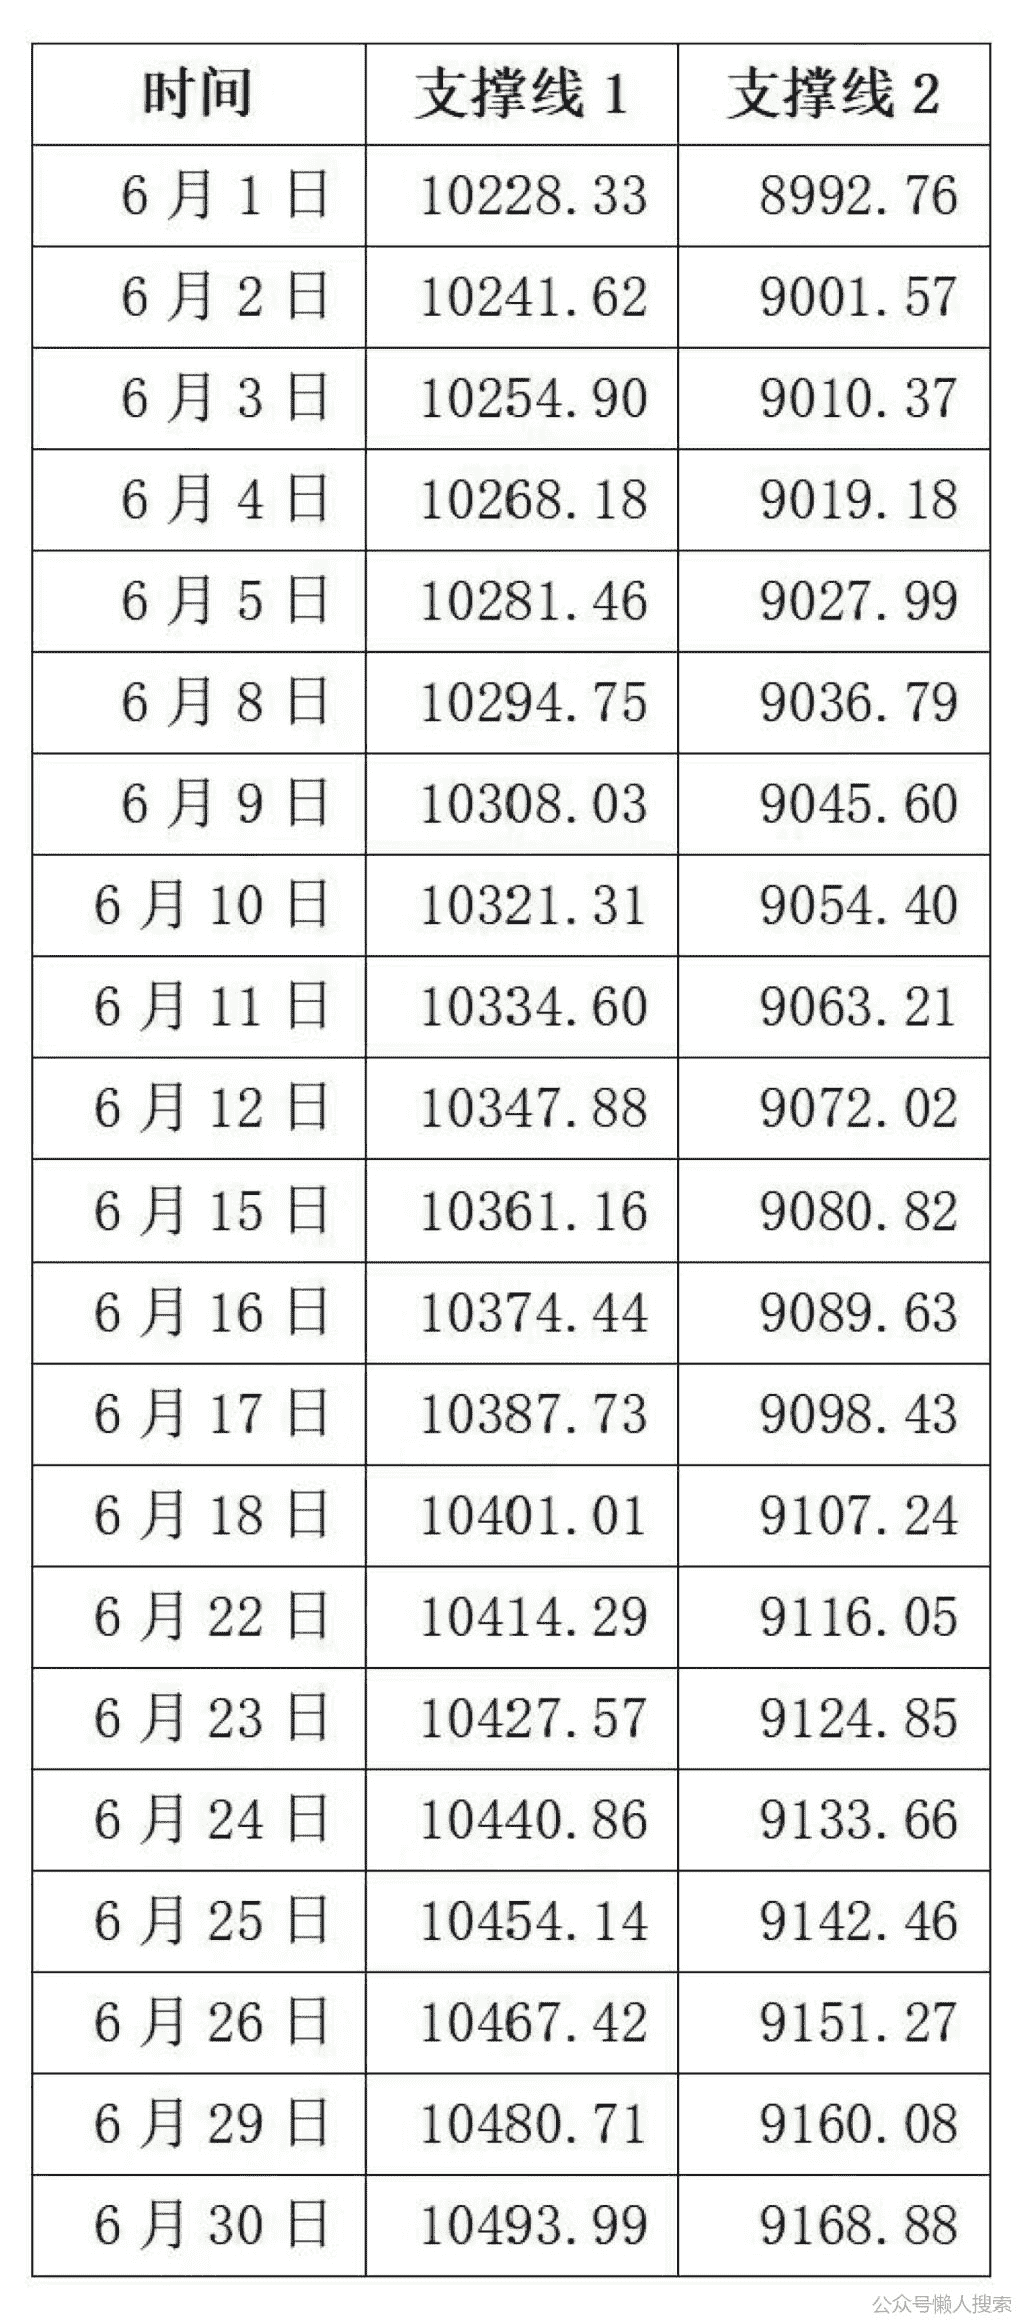 时间 支撑线 1 支撑线 2
6 月 1 日 10228.33 8992.76
6 月 2 日 10241.62 9001.57
6 月 3 日 10254.90 9010.37
6 月 4 日 10268.18 9019.18
6 月 5 日 10281.46 9027.99
6 月 8 日 10294.75 9036.79
6 月 9 日 10308.03 9045.60
6 月 10 日 10321.31 9054.40
6 月 11 日 10334.60 9063.21
6 月 12 日 10347.88 9072.02
6 月 15 日 10361.16 9080.82
6 月 16 日 10374.44 9089.63
6 月 17 日 10387.73 9098.43
6 月 18 日 10401.01 9107.24
6 月 22 日 10414.29 9116.05
6 月 23 日 10427.57 9124.85
6 月 24 日 10440.86 9133.66
6 月 25 日 10454.14 9142.46
6 月 26 日 10467.42 9151.27
6 月 29 日 10480.71 9160.08
6 月 30 日 10493.99 9168.88
公众号懒人搜索